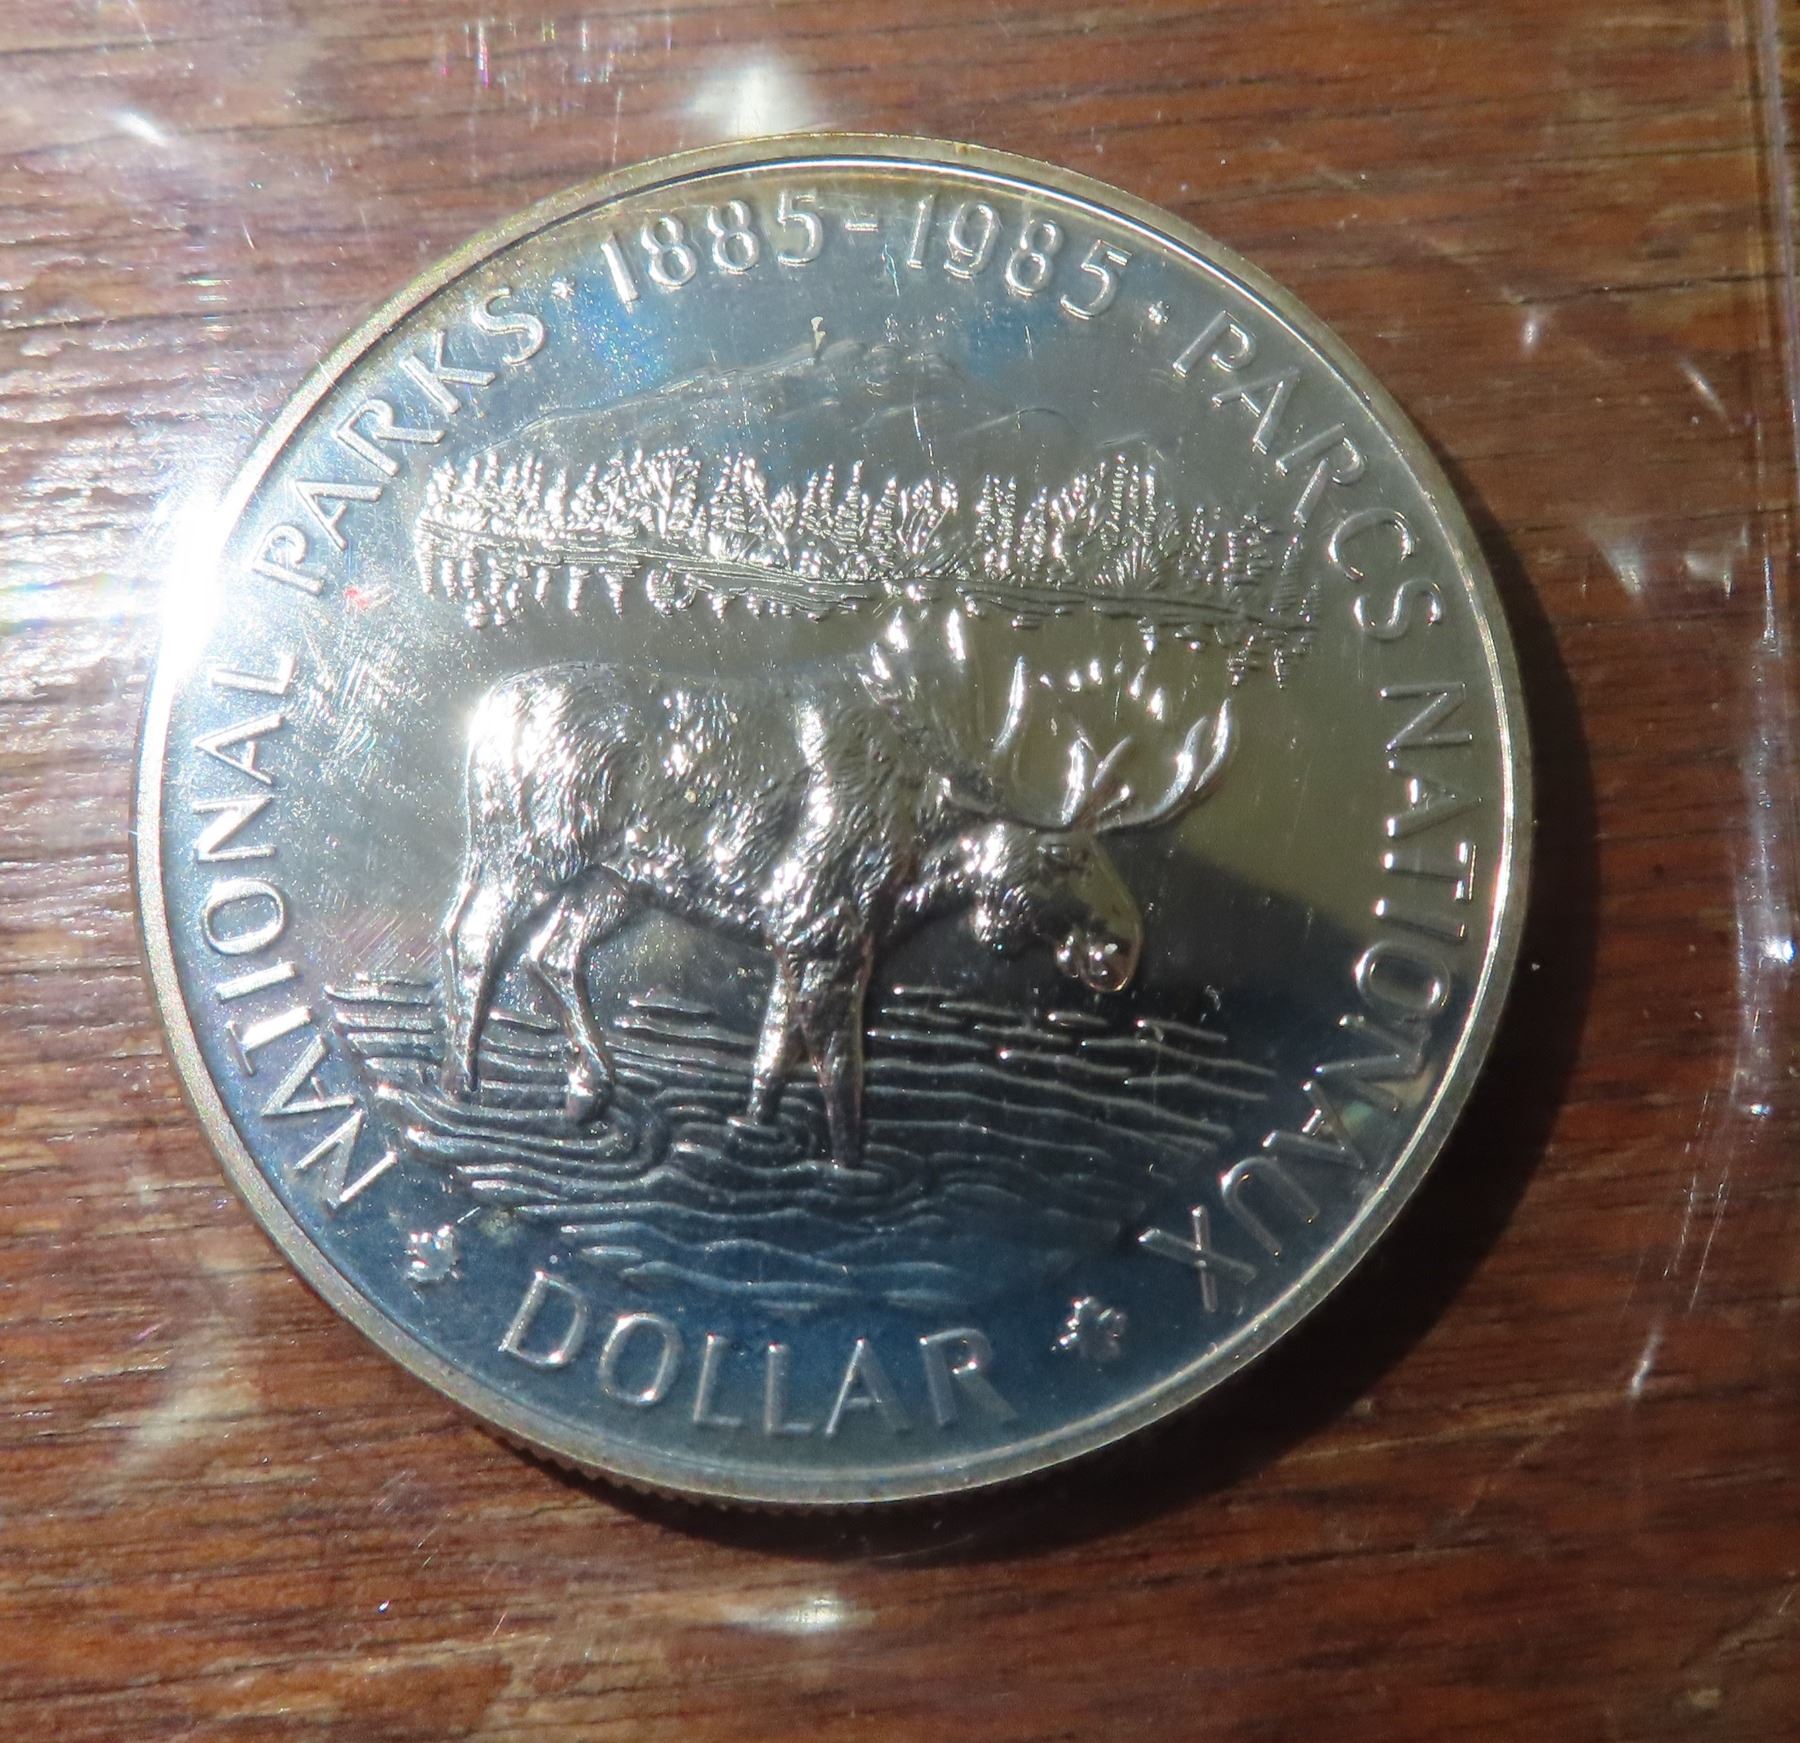 NATIONAL PARKS · 1885-1985 · PARCS NATIONAUX
DOLLAR